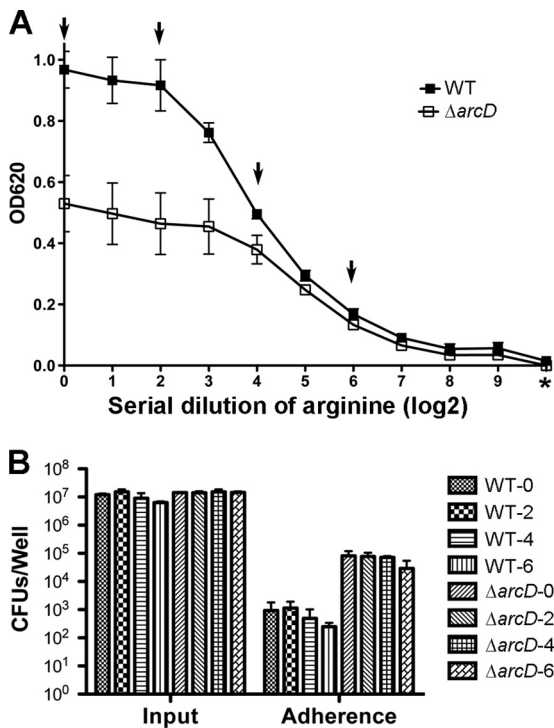 A
OD620
1.0
0.8
0.6
0.4
0.2
0.0
WT
ΔarcD
0 1 2 3 4 5 6 7 8 9 *
Serial dilution of arginine (log2)
B
CFUs/Well
10⁸
10⁷
10⁶
10⁵
10⁴
10³
10²
10¹
10⁰
Input Adherence
WT-0
WT-2
WT-4
WT-6
ΔarcD-0
ΔarcD-2
ΔarcD-4
ΔarcD-6